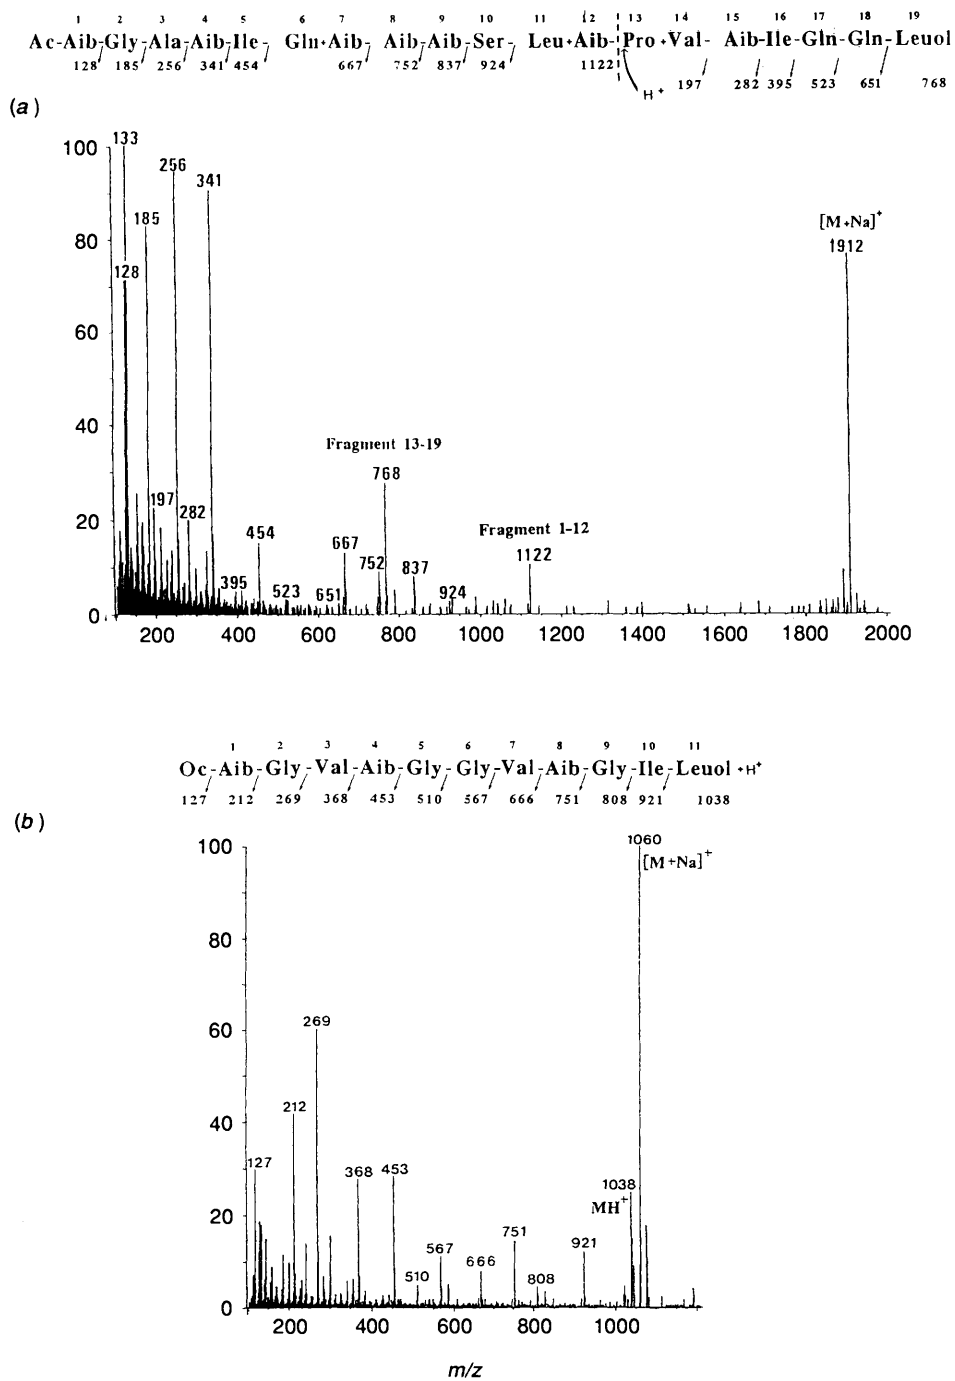 1 2 3 4 5 6 7 8 9 10 11 12 13 14 15 16 17 18 19
Ac-Aib-Gly-Ala-Aib-Ile- Gln+Aib- Aib-Aib-Ser- Leu+Aib-Pro+Val- Aib-Ile-Gln-Gln-Leuol
128 185 256 341 454 667 752 837 924 1122
H+ 197 282 395 523 651 768
(a)
100
80
60
40
20
0
133
256
341
185
128
[M+Na]+
1912
Fragment 13-19
768
Fragment 1-12
1122
197
282
395
454
523
651
667
752
837
924
200 400 600 800 1000 1200 1400 1600 1800 2000
1 2 3 4 5 6 7 8 9 10 11
Oc-Aib-Gly-Val-Aib-Gly-Gly-Val-Aib-Gly-Ile-Leuol +H+
127 212 269 368 453 510 567 666 751 808 921 1038
(b)
100
80
60
40
20
0
1060
[M+Na]+
269
212
127
368
453
1038
MH+
510
567
666
751
808
921
200 400 600 800 1000
m/z